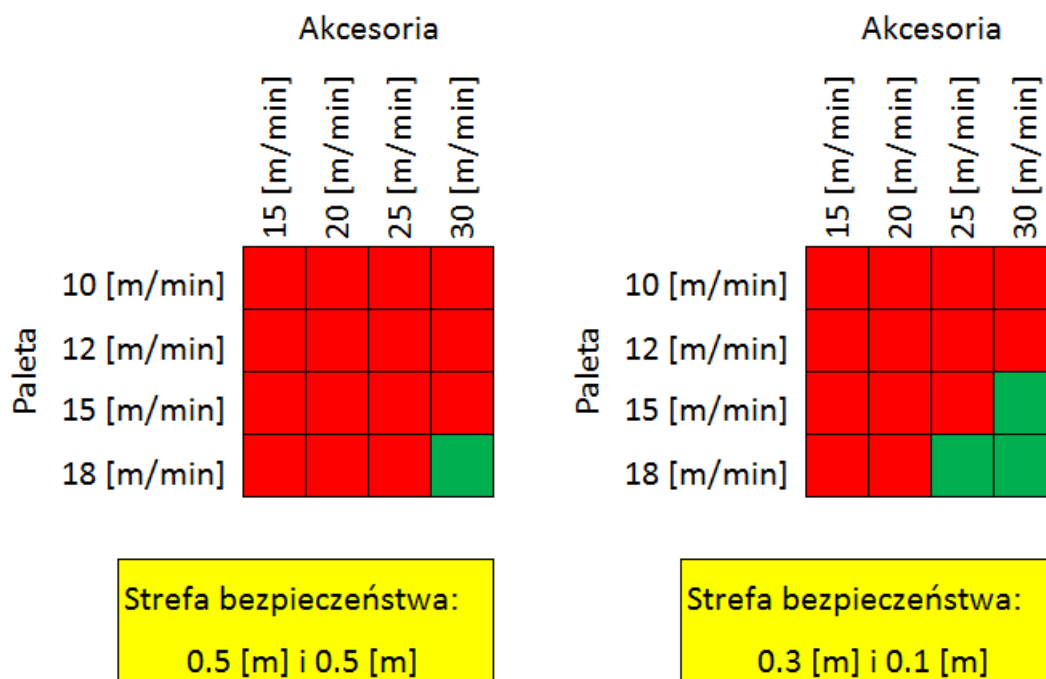 Akcesoria
15 [m/min]
20 [m/min]
25 [m/min]
30 [m/min]
Paleta
10 [m/min]
12 [m/min]
15 [m/min]
18 [m/min]
Strefa bezpieczeństwa:
0.5 [m] i 0.5 [m]
Akcesoria
15 [m/min]
20 [m/min]
25 [m/min]
30 [m/min]
Paleta
10 [m/min]
12 [m/min]
15 [m/min]
18 [m/min]
Strefa bezpieczeństwa:
0.3 [m] i 0.1 [m]